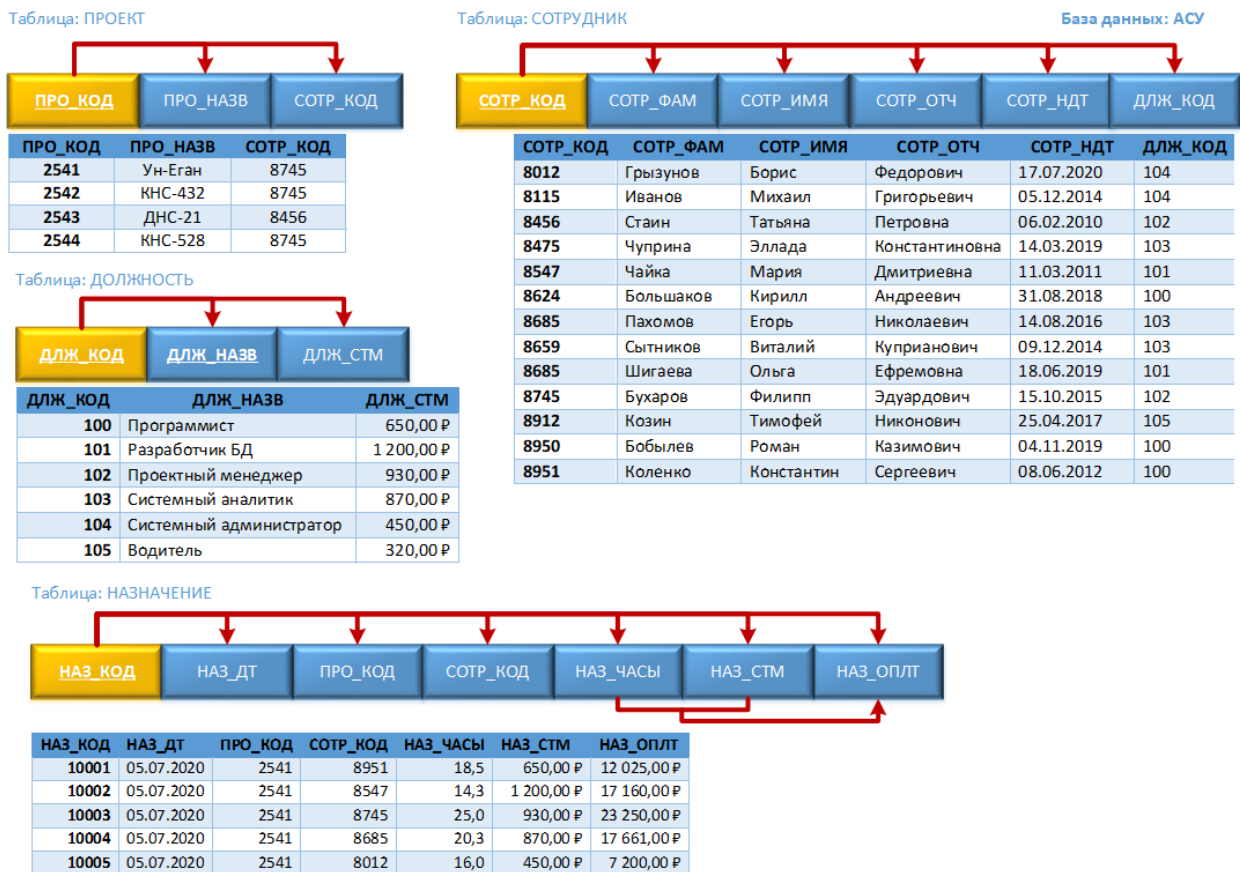 Таблица: ПРОЕКТ
ПРО_КОД ПРО_НАЗВ СОТР_КОД
ПРО_КОД ПРО_НАЗВ СОТР_КОД
2541 Ун-Еган 8745
2542 КНС-432 8745
2543 ДНС-21 8456
2544 КНС-528 8745
Таблица: СОТРУДНИК
База данных: АСУ
СОТР_КОД СОТР_ФАМ СОТР_ИМЯ СОТР_ОТЧ СОТР_НДТ ДЛЖ_КОД
СОТР_КОД СОТР_ФАМ СОТР_ИМЯ СОТР_ОТЧ СОТР_НДТ ДЛЖ_КОД
8012 Грызунов Борис Федорович 17.07.2020 104
8115 Иванов Михаил Григорьевич 05.12.2014 104
8456 Стаин Татьяна Петровна 06.02.2010 102
8475 Чуприна Эллада Константиновна 14.03.2019 103
8547 Чайка Мария Дмитриевна 11.03.2011 101
8624 Большаков Кирилл Андреевич 31.08.2018 100
8685 Пахомов Егорь Николаевич 14.08.2016 103
8659 Сытников Виталий Куприанович 09.12.2014 103
8685 Шигаева Ольга Ефремовна 18.06.2019 101
8745 Бухаров Филипп Эдуардович 15.10.2015 102
8912 Козин Тимофей Никонович 25.04.2017 105
8950 Бобылев Роман Казимович 04.11.2019 100
8951 Коленко Константин Сергеевич 08.06.2012 100
Таблица: ДОЛЖНОСТЬ
ДЛЖ_КОД ДЛЖ_НАЗВ ДЛЖ_СТМ
ДЛЖ_КОД ДЛЖ_НАЗВ ДЛЖ_СТМ
100 Программист 650,00 ₽
101 Разработчик БД 1 200,00 ₽
102 Проектный менеджер 930,00 ₽
103 Системный аналитик 870,00 ₽
104 Системный администратор 450,00 ₽
105 Водитель 320,00 ₽
Таблица: НАЗНАЧЕНИЕ
НАЗ_КОД НАЗ_ДТ ПРО_КОД СОТР_КОД НАЗ_ЧАСЫ НАЗ_СТМ НАЗ_ОПЛТ
НАЗ_КОД НАЗ_ДТ ПРО_КОД СОТР_КОД НАЗ_ЧАСЫ НАЗ_СТМ НАЗ_ОПЛТ
10001 05.07.2020 2541 8951 18,5 650,00 ₽ 12 025,00 ₽
10002 05.07.2020 2541 8547 14,3 1 200,00 ₽ 17 160,00 ₽
10003 05.07.2020 2541 8745 25,0 930,00 ₽ 23 250,00 ₽
10004 05.07.2020 2541 8685 20,3 870,00 ₽ 17 661,00 ₽
10005 05.07.2020 2541 8012 16,0 450,00 ₽ 7 200,00 ₽